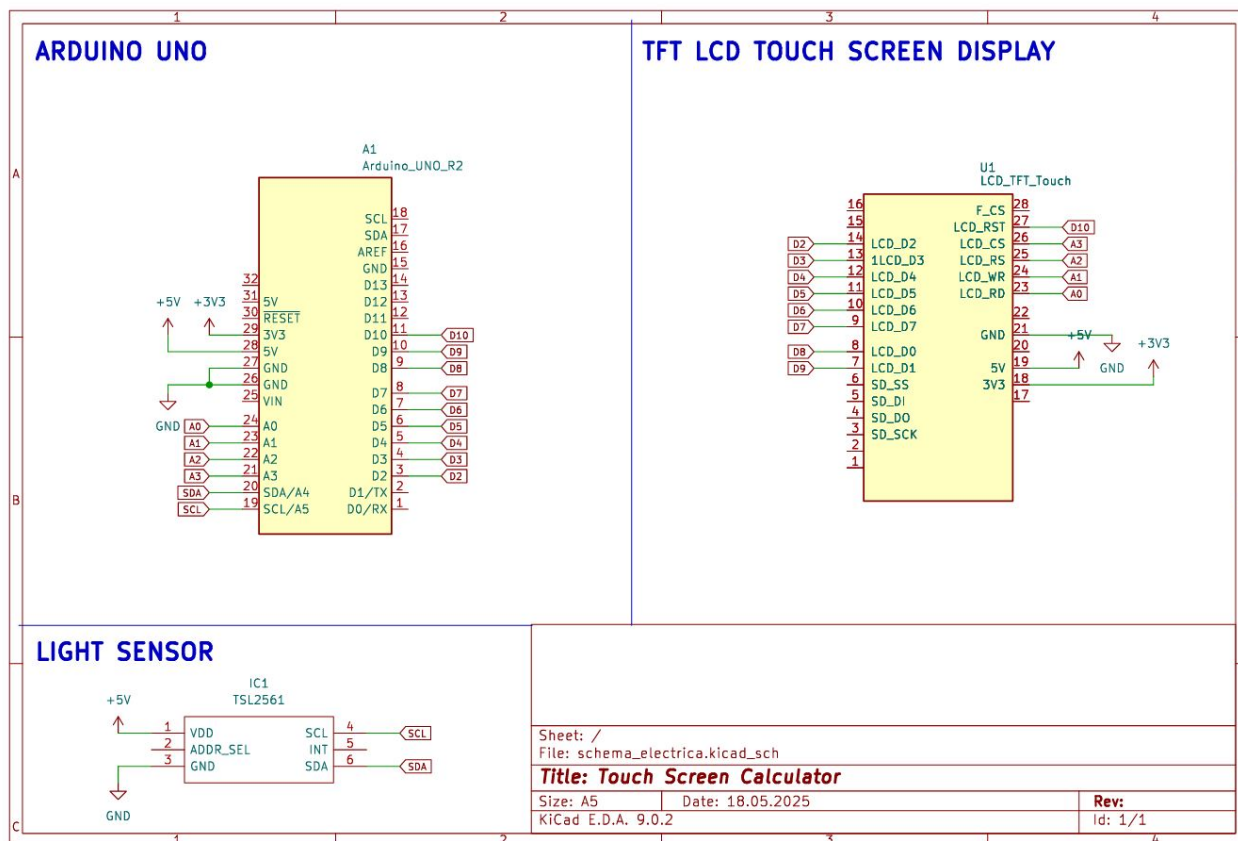 1 2 3 4
ARDUINO UNO
TFT LCD TOUCH SCREEN DISPLAY
A
B
C
A1
Arduino_UNO_R2
SCL 18
SDA 17
AREF 16
GND 15
32 D13 14
31 5V D12 13
30 RESET D11 12
+5V +3V3 29 3V3 D10 11 D10
28 5V D9 10 D9
27 GND D8 9 D8
26 GND
25 VIN D7 8 D7
GND D6 7 D6
A0 24 A0 D5 6 D5
A1 23 A1 D4 5 D4
A2 22 A2 D3 4 D3
A3 21 A3 D2 3 D2
SDA 20 SDA/A4 D1/TX 2
SCL 19 SCL/A5 D0/RX 1
U1
LCD_TFT_Touch
16 F_CS 28
15 LCD_RST 27 D10
D2 14 LCD_D2 LCD_CS 26 A3
D3 13 1LCD_D3 LCD_RS 25 A2
D4 12 LCD_D4 LCD_WR 24 A1
D5 11 LCD_D5 LCD_RD 23 A0
D6 10 LCD_D6 22
D7 9 LCD_D7 GND 21 +5V
D8 8 LCD_D0 20 +3V3
D9 7 LCD_D1 5V 19 GND
6 SD_SS 3V3 18
5 SD_DI 17
4 SD_DO
3 SD_SCK
2
1
LIGHT SENSOR
IC1
TSL2561
+5V
1 VDD SCL 4 SCL
2 ADDR_SEL INT 5
3 GND SDA 6 SDA
GND
Sheet: /
File: schema_electrica.kicad_sch
Title: Touch Screen Calculator
Size: A5 Date: 18.05.2025 Rev:
KiCad E.D.A. 9.0.2 Id: 1/1
1 2 3 4